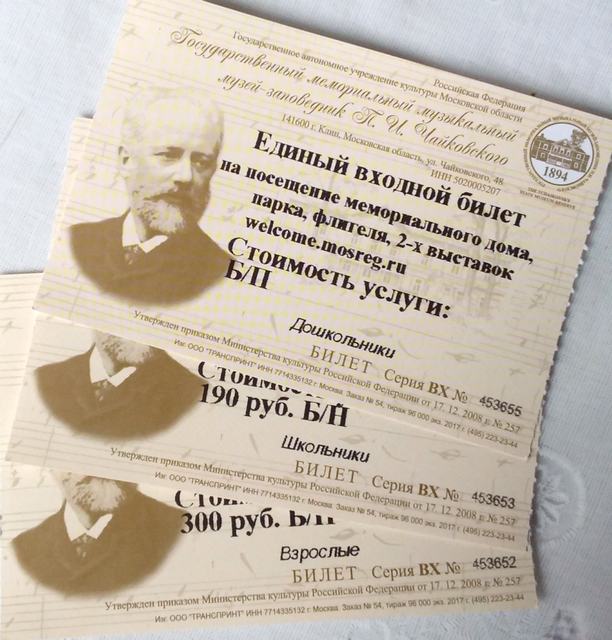 Российская Федерация
Государственное автономное учреждение культуры Московской области
Государственный мемориальный музыкальный
музей-заповедник П. И. Чайковского
141600 г. Клин, Московская область, ул. Чайковского, 48
ИНН 5020005207
1894
Единый входной билет
на посещение мемориального дома,
парка, флигеля, 2-х выставок
welcome.mosreg.ru
Стоимость услуги:
Б/П
Дошкольники
БИЛЕТ Серия ВХ № 453655
Утвержден приказом Министерства культуры Российской Федерации от 17. 12. 2008 г. № 257
Изг. ООО "ТРАНСПРИНТ" ИНН 7714335132 г. Москва. Заказ № 54, тираж 96 000 экз. 2017 г. (495) 223-23-44
190 руб. Б/П
Школьники
БИЛЕТ Серия ВХ № 453653
Утвержден приказом Министерства культуры Российской Федерации от 17. 12. 2008 г. № 257
Изг. ООО "ТРАНСПРИНТ" ИНН 7714335132 г. Москва. Заказ № 54, тираж 96 000 экз. 2017 г. (495) 223-23-44
300 руб. Б/П
Взрослые
БИЛЕТ Серия ВХ № 453652
Утвержден приказом Министерства культуры Российской Федерации от 17. 12. 2008 г. № 257
Изг. ООО "ТРАНСПРИНТ" ИНН 7714335132 г. Москва. Заказ № 54, тираж 96 000 экз. 2017 г. (495) 223-23-44